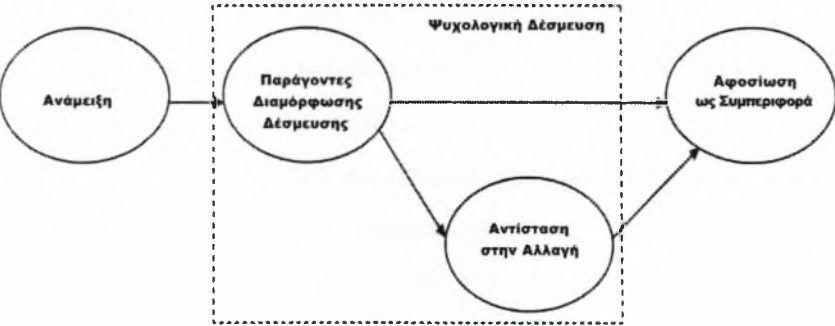 Ψυχολογική Δέσμευση
Ανάμειξη
Παράγοντες
Διαμόρφωσης
Δέσμευσης
Αφοσίωση
ως Συμπεριφορά
Αντίσταση
στην Αλλαγή